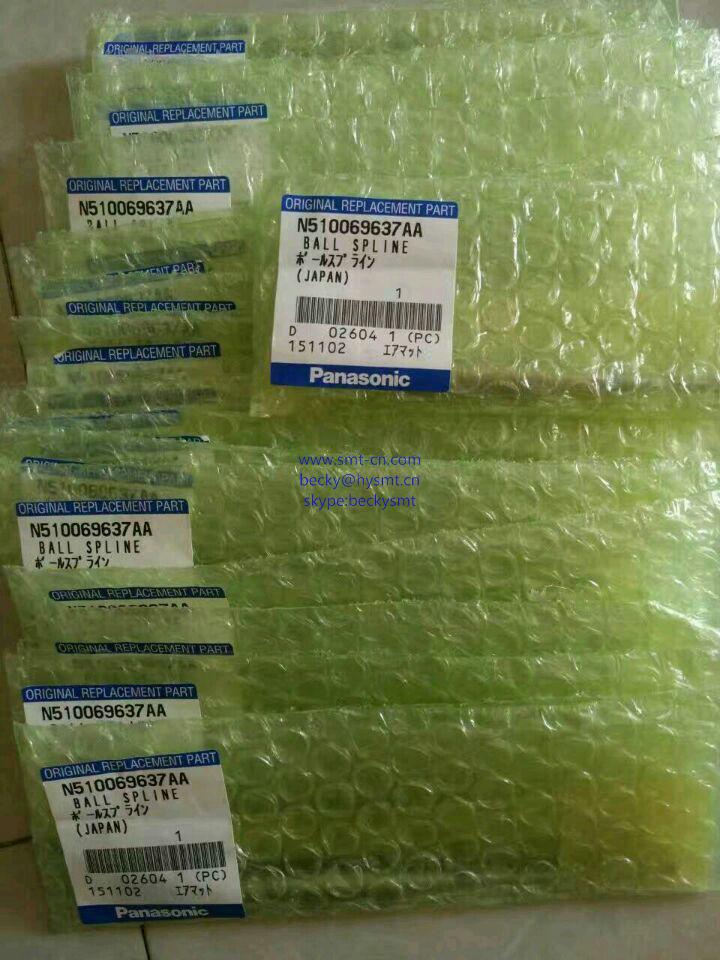 ORIGINAL REPLACEMENT PART
ORIGINAL REPLACEMENT PART
ORIGINAL REPLACEMENT PART
N510069637AA
BALL SPLINE
ORIGINAL REPLACEMENT PART
N510069637AA
BALL SPLINE
ボールスプライン
(JAPAN)
1
D 02604 1 (PC)
151102 エアマット
Panasonic
CEMENT PART
ORIGINAL REPLACEMENT PART
ORIGINAL REPLACEMENT PART
www.smt-cn.com
becky@hysmt.cn
skype:beckysmt
ORIGINAL REPLACEMENT PART
N510069637AA
BALL SPLINE
ボールスプライン
ORIGINAL REPLACEMENT PART
ORIGINAL REPLACEMENT PART
ORIGINAL REPLACEMENT PART
N510069637AA
ORIGINAL REPLACEMENT PART
N510069637AA
BALL SPLINE
ボールスプライン
(JAPAN)
1
D 02604 1 (PC)
151102 エアマット
Panasonic